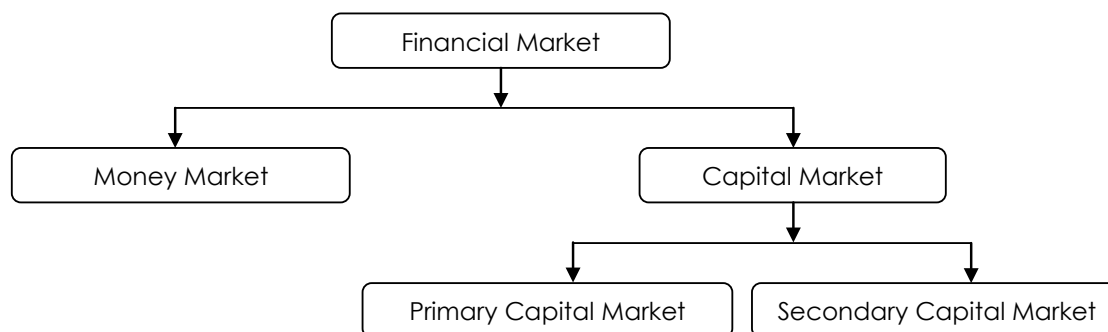 Financial Market
Money Market
Capital Market
Primary Capital Market
Secondary Capital Market